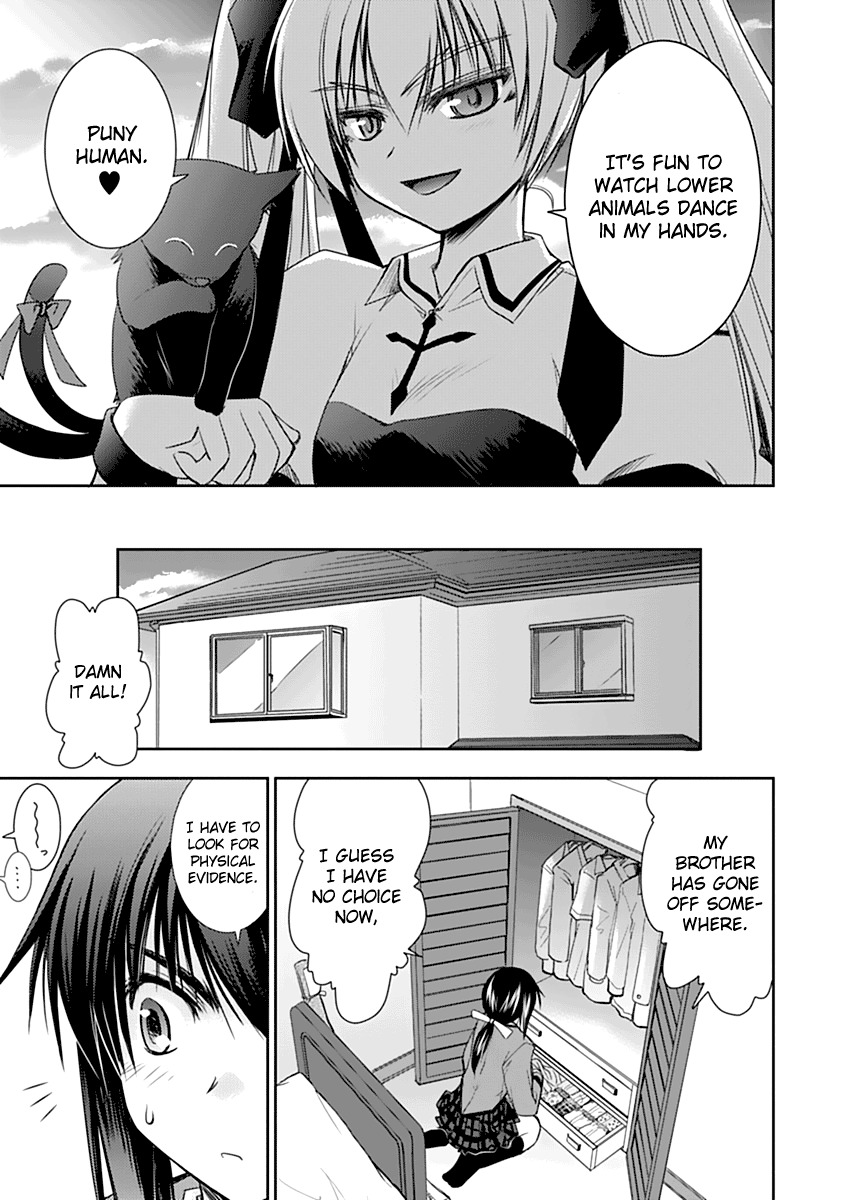 IT'S FUN TO
WATCH LOWER
ANIMALS DANCE
IN MY HANDS.
PUNY
HUMAN.
♥
DAMN
IT ALL!
MY
BROTHER
HAS GONE
OFF SOME-
WHERE.
I GUESS
I HAVE
NO CHOICE
NOW,
I HAVE TO
LOOK FOR
PHYSICAL
EVIDENCE.
...